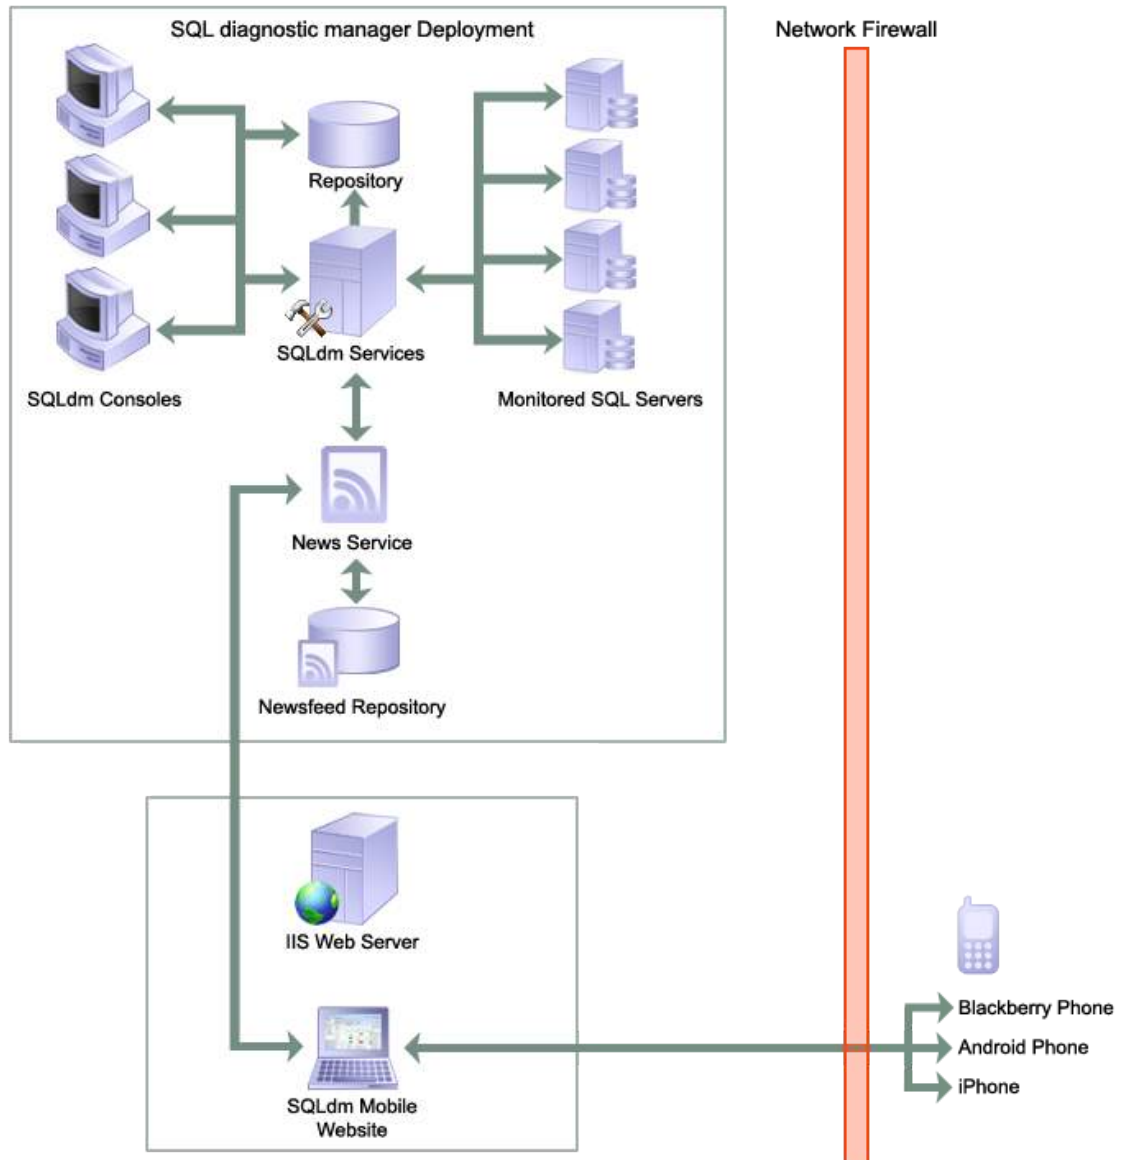 SQL diagnostic manager Deployment
Network Firewall
Repository
SQLdm Services
SQLdm Consoles
Monitored SQL Servers
News Service
Newsfeed Repository
IIS Web Server
Blackberry Phone
Android Phone
iPhone
SQLdm Mobile
Website